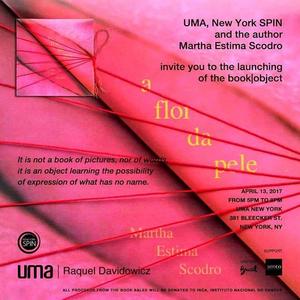 UMA, New York SPIN
and the author
Martha Estima Scodro
invite you to the launching
of the book|object
a
flor
da
pele
It is not a book of pictures, nor of words
it is an object learning the possibility
of expression of what has no name.
APRIL 13, 2017
FROM 5PM TO 8PM
UMA NEW YORK
381 BLEECKER ST.
NEW YORK, NY
Martha
Estima
Scodro
SPIN
SUPPORT
uma | Raquel Davidowicz
ALL PROCEEDS FROM THE BOOK SALES WILL BE DONATED TO INCA, INSTITUTO NACIONAL DO CANCER